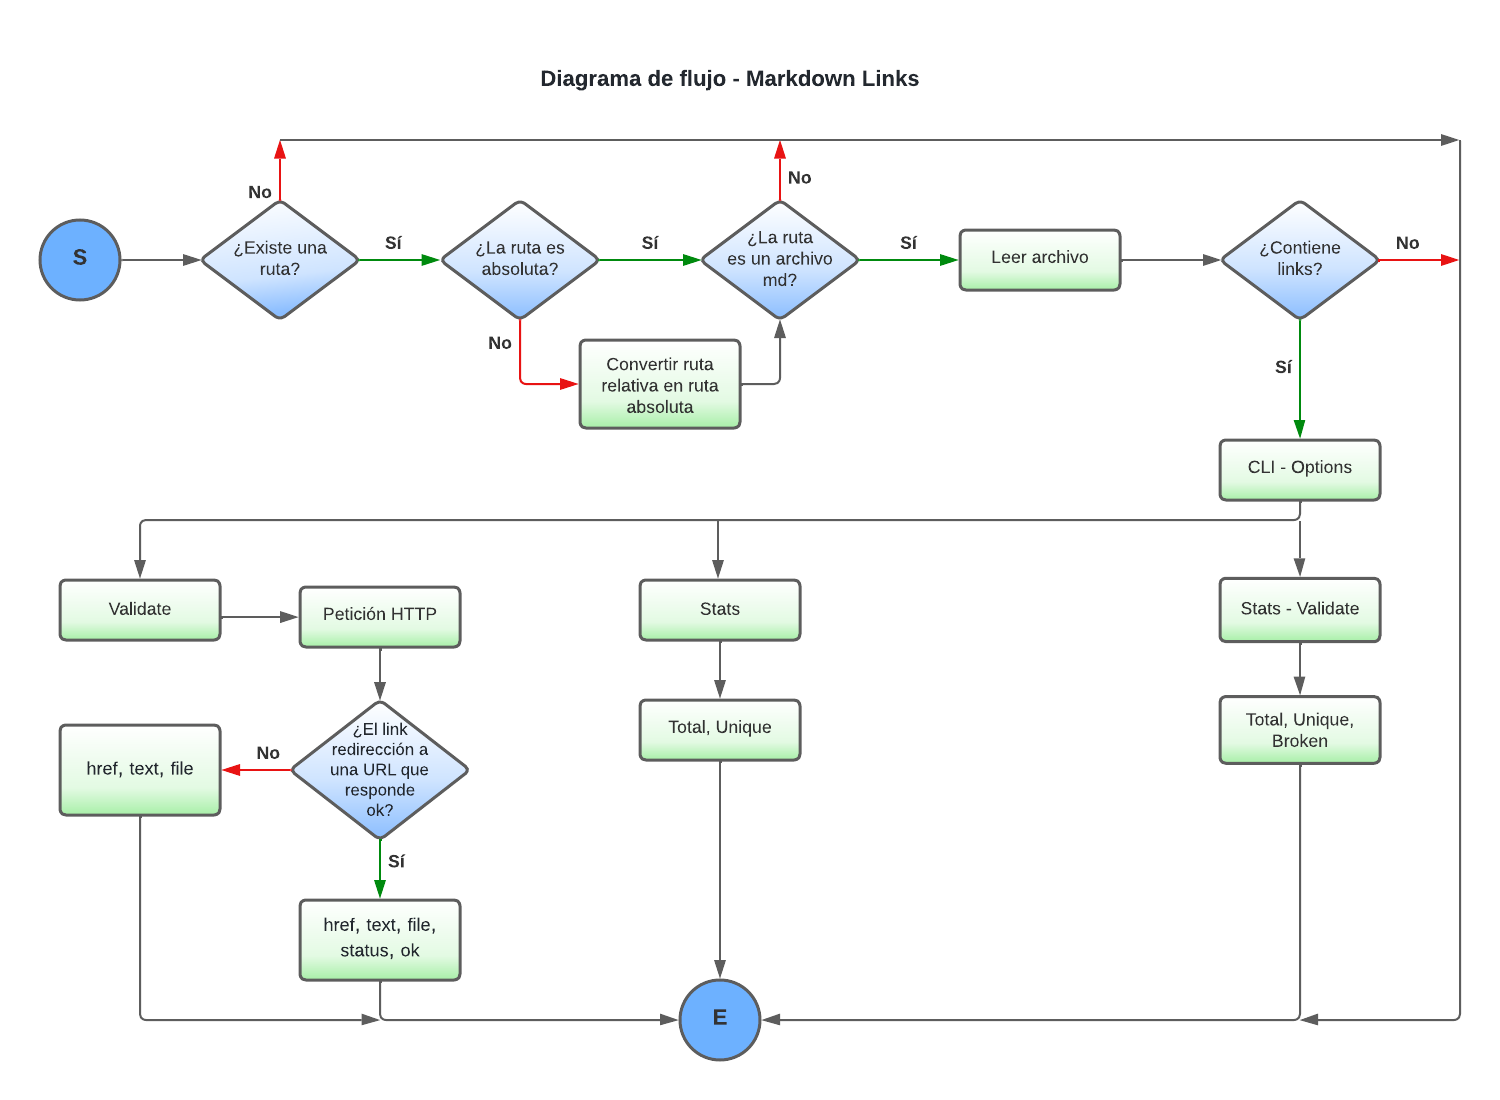 Diagrama de flujo - Markdown Links
No
No
S
¿Existe una
ruta?
Sí
¿La ruta es
absoluta?
Sí
¿La ruta
es un archivo
md?
Sí
Leer archivo
¿Contiene
links?
No
No
Convertir ruta
relativa en ruta
absoluta
Sí
CLI - Options
Validate
Petición HTTP
Stats
Stats - Validate
¿El link
redirección a
una URL que
responde
ok?
No
href, text, file
Total, Unique
Total, Unique,
Broken
Sí
href, text, file,
status, ok
E